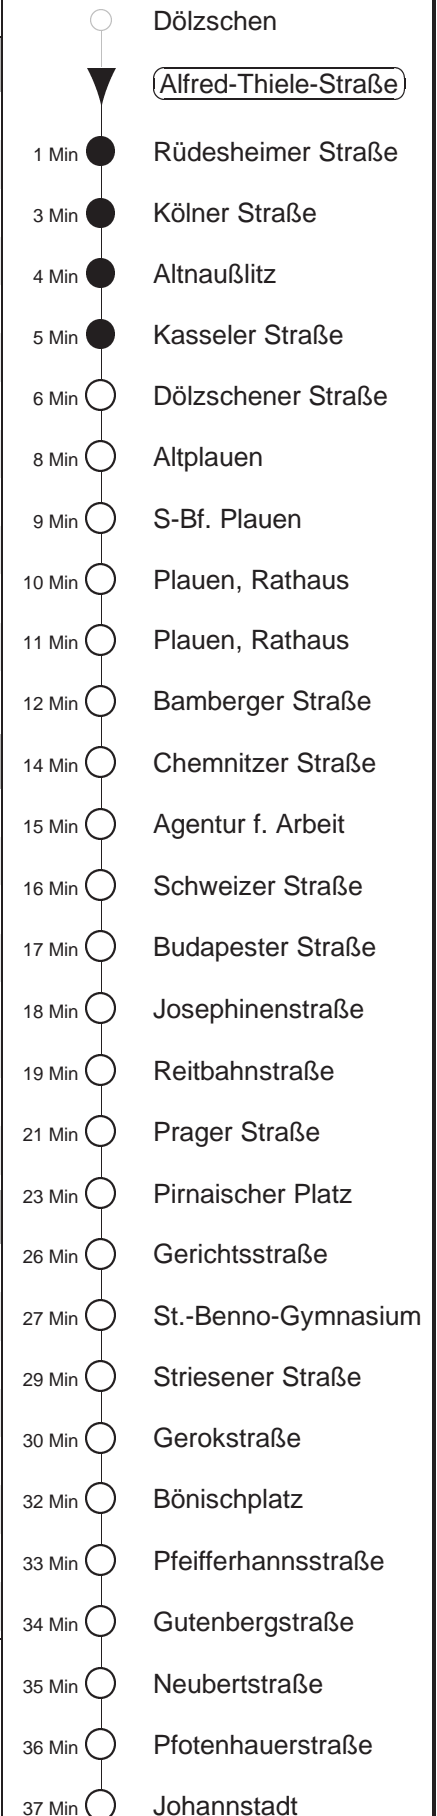 Dölzschen
Alfred-Thiele-Straße
1 Min Rüdesheimer Straße
3 Min Kölner Straße
4 Min Altnaußlitz
5 Min Kasseler Straße
6 Min Dölzschener Straße
8 Min Altplauen
9 Min S-Bf. Plauen
10 Min Plauen, Rathaus
11 Min Plauen, Rathaus
12 Min Bamberger Straße
14 Min Chemnitzer Straße
15 Min Agentur f. Arbeit
16 Min Schweizer Straße
17 Min Budapester Straße
18 Min Josephinenstraße
19 Min Reitbahnstraße
21 Min Prager Straße
23 Min Pirnaischer Platz
26 Min Gerichtsstraße
27 Min St.-Benno-Gymnasium
29 Min Striesener Straße
30 Min Gerokstraße
32 Min Bönischplatz
33 Min Pfeifferhannsstraße
34 Min Gutenbergstraße
35 Min Neubertstraße
36 Min Pfotenhauerstraße
37 Min Johannstadt